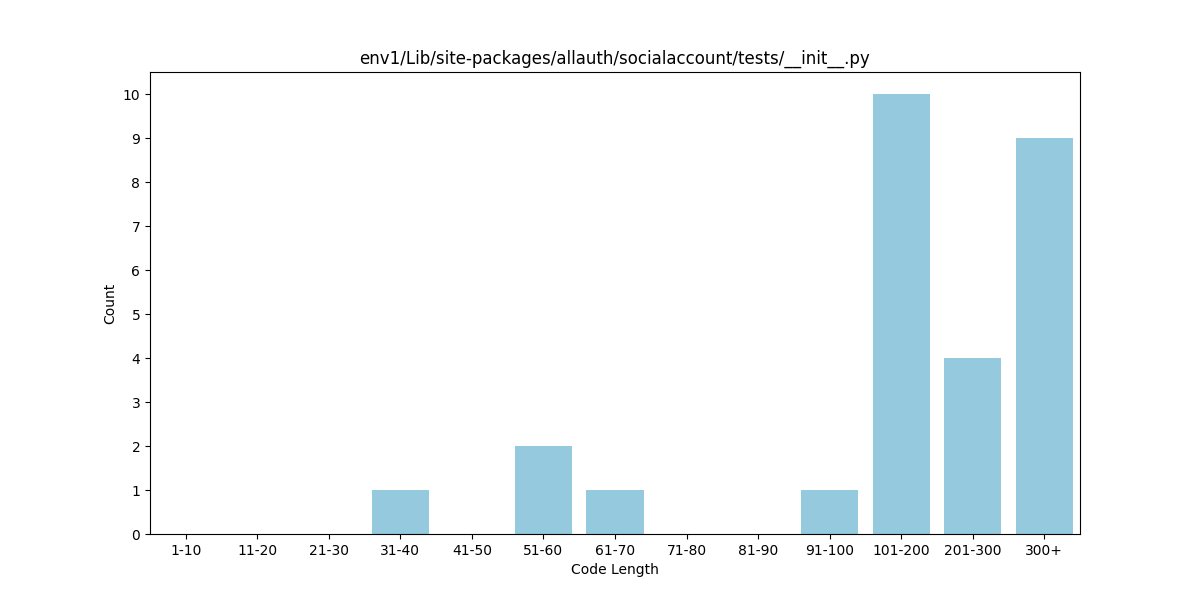 env1/Lib/site-packages/allauth/socialaccount/tests/__init__.py
10
9
8
7
6
5
4
3
2
1
0
Count
1-10 11-20 21-30 31-40 41-50 51-60 61-70 71-80 81-90 91-100 101-200 201-300 300+
Code Length